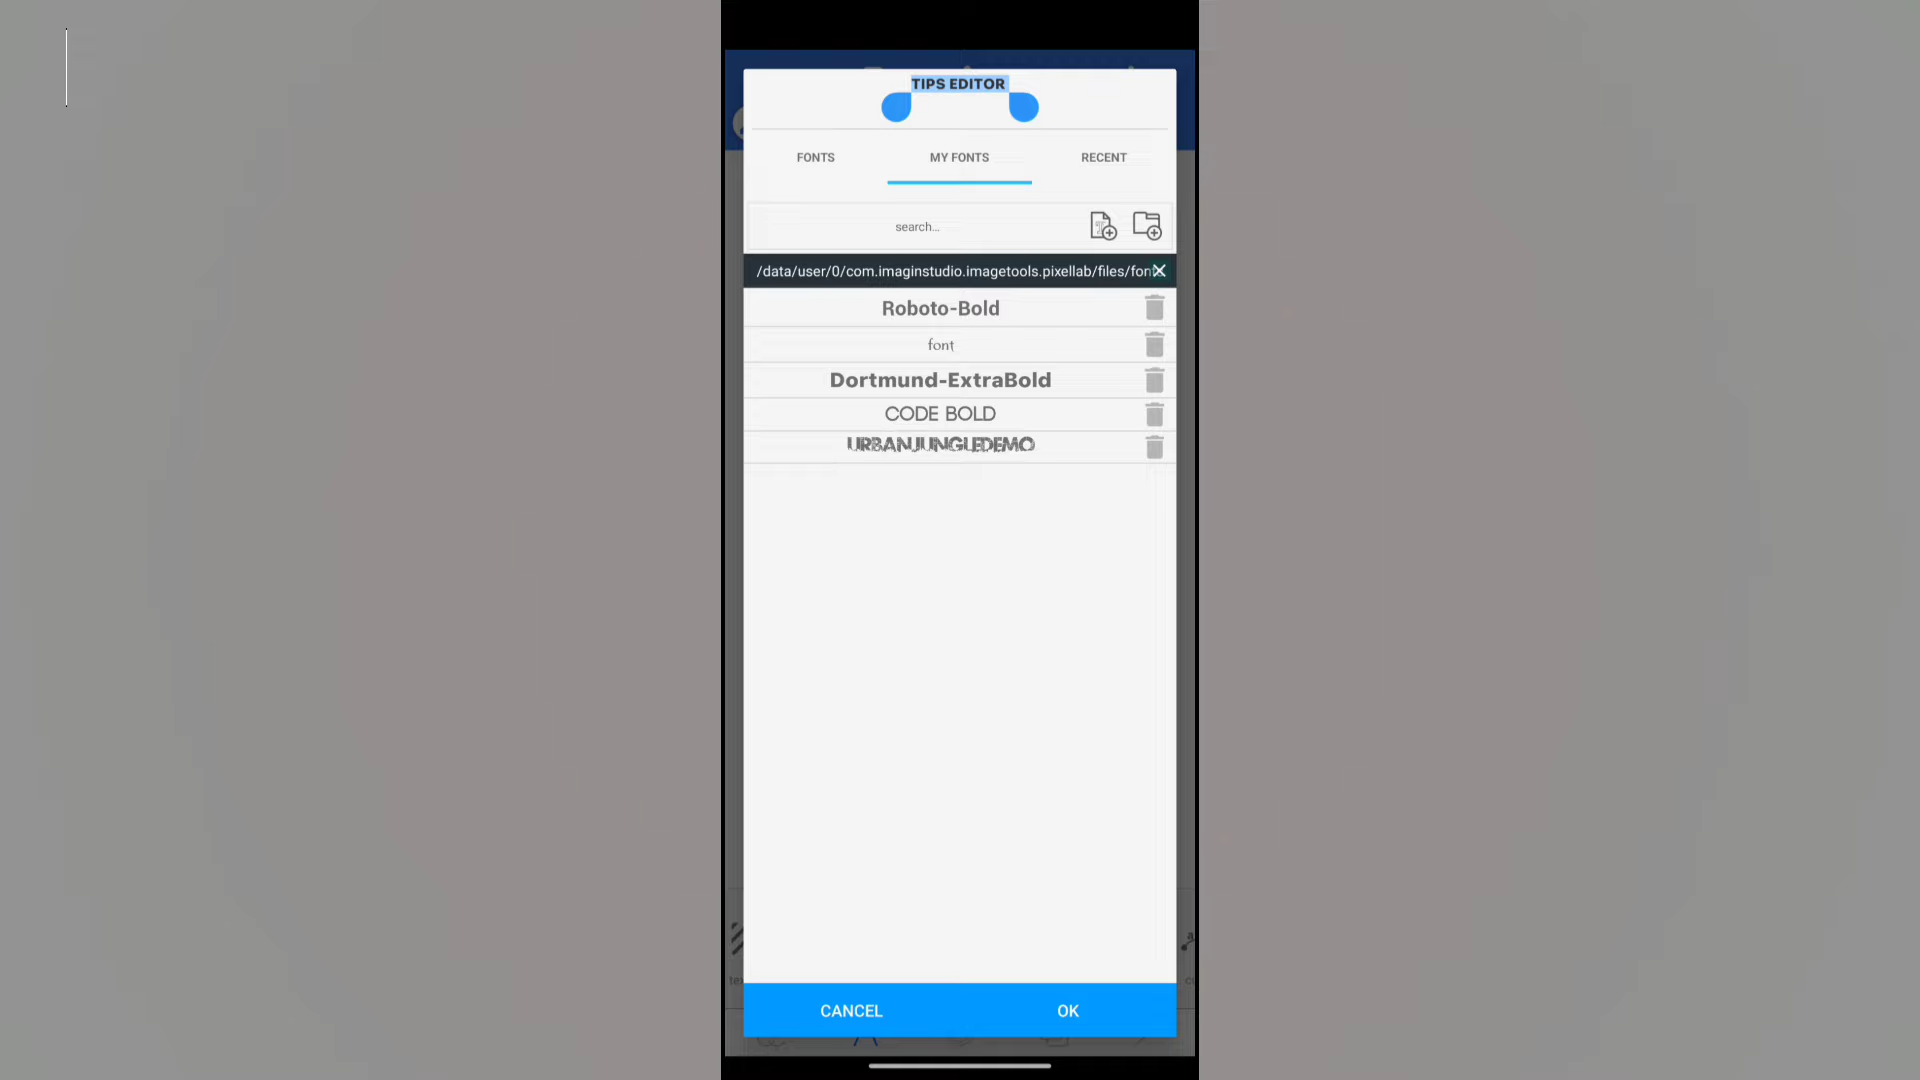 TIPS EDITOR
FONTS MY FONTS RECENT
search...
/data/user/0/com.imaginstudio.imagetools.pixellab/files/fon
Roboto-Bold
font
Dortmund-ExtraBold
CODE BOLD
URBANJUNGLEDEMO
CANCEL OK